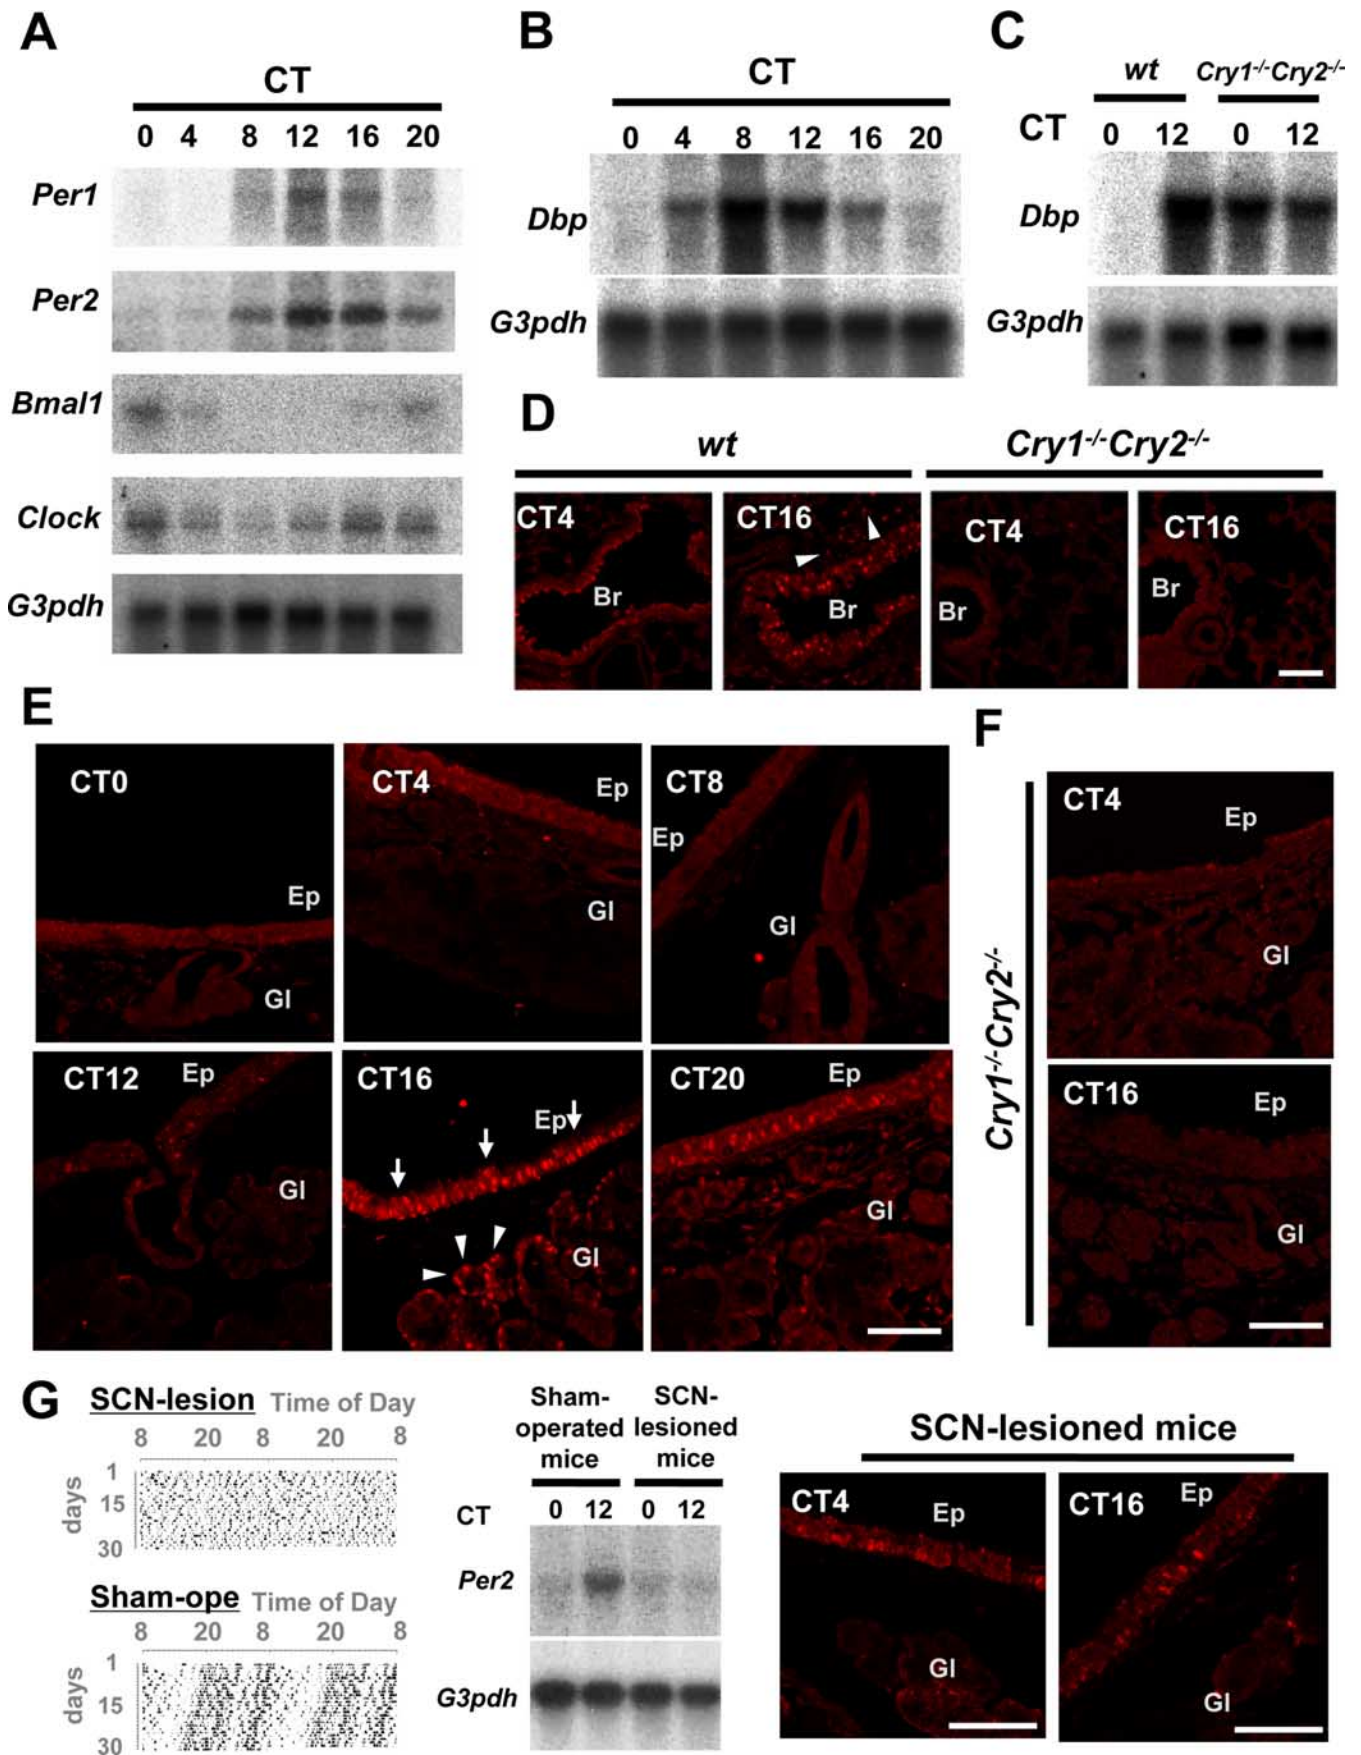 A
CT
0 4 8 12 16 20
Per1
Per2
Bmal1
Clock
G3pdh
B
CT
0 4 8 12 16 20
Dbp
G3pdh
C
wt Cry1-/-Cry2-/-
CT 0 12 0 12
Dbp
G3pdh
D
wt Cry1-/-Cry2-/-
CT4 CT16 CT4 CT16
Br Br Br Br
E
CT0 CT4 CT8
Ep Ep Ep
Gl Gl Gl
CT12 CT16 CT20
Ep Ep Ep
Gl Gl Gl
F
Cry1-/-Cry2-/-
CT4
Ep
Gl
CT16
Ep
Gl
G
SCN-lesion Time of Day
8 20 8 20 8
1
15
30
days
Sham-ope Time of Day
8 20 8 20 8
1
15
30
days
Sham-
operated
mice
SCN-
lesioned
mice
CT 0 12 0 12
Per2
G3pdh
SCN-lesioned mice
CT4 CT16
Ep Ep
Gl Gl